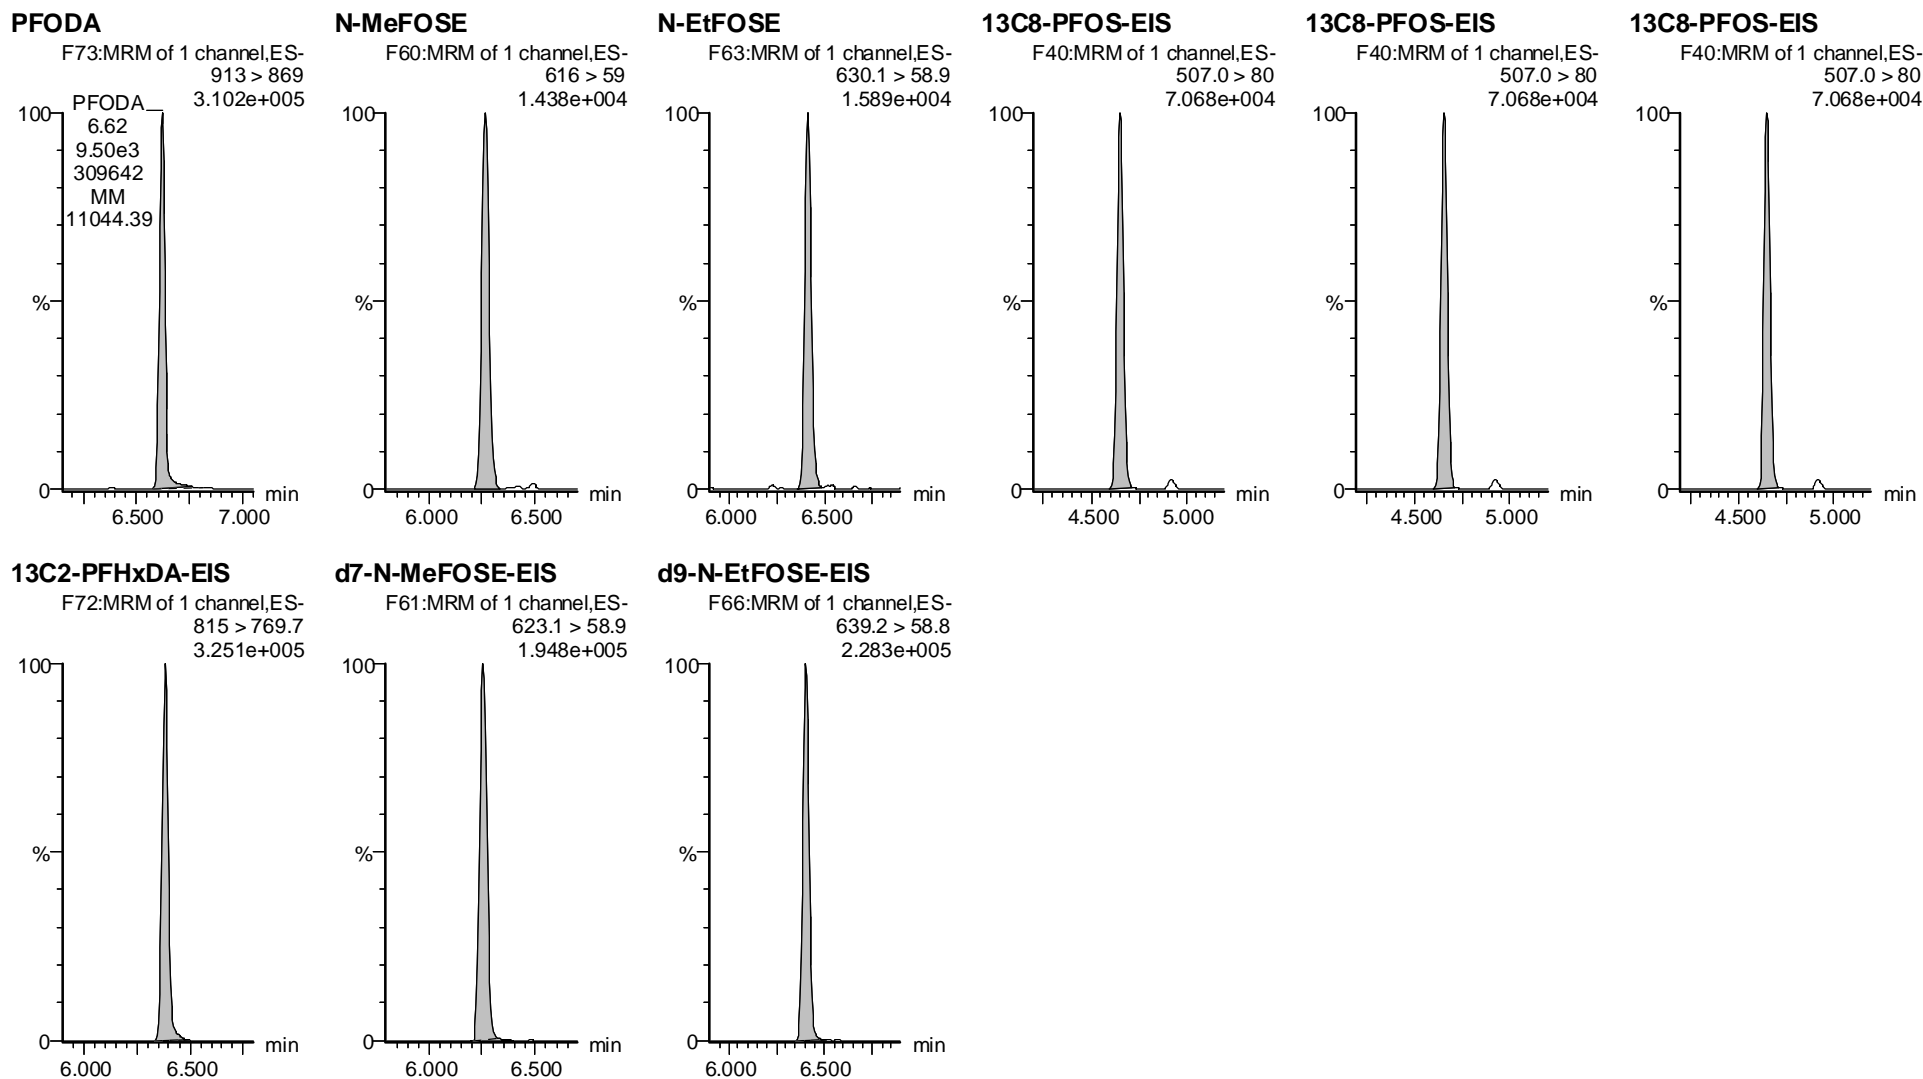 PFODA
F73:MRM of 1 channel,ES-
913 > 869
3.102e+005
PFODA
6.62
9.50e3
309642
MM
11044.39
100
%
0
6.500 7.000
min
N-MeFOSE
F60:MRM of 1 channel,ES-
616 > 59
1.438e+004
100
%
0
6.000 6.500
min
N-EtFOSE
F63:MRM of 1 channel,ES-
630.1 > 58.9
1.589e+004
100
%
0
6.000 6.500
min
13C8-PFOS-EIS
F40:MRM of 1 channel,ES-
507.0 > 80
7.068e+004
100
%
0
4.500 5.000
min
13C8-PFOS-EIS
F40:MRM of 1 channel,ES-
507.0 > 80
7.068e+004
100
%
0
4.500 5.000
min
13C8-PFOS-EIS
F40:MRM of 1 channel,ES-
507.0 > 80
7.068e+004
100
%
0
4.500 5.000
min
13C2-PFHxDA-EIS
F72:MRM of 1 channel,ES-
815 > 769.7
3.251e+005
100
%
0
6.000 6.500
min
d7-N-MeFOSE-EIS
F61:MRM of 1 channel,ES-
623.1 > 58.9
1.948e+005
100
%
0
6.000 6.500
min
d9-N-EtFOSE-EIS
F66:MRM of 1 channel,ES-
639.2 > 58.8
2.283e+005
100
%
0
6.000 6.500
min